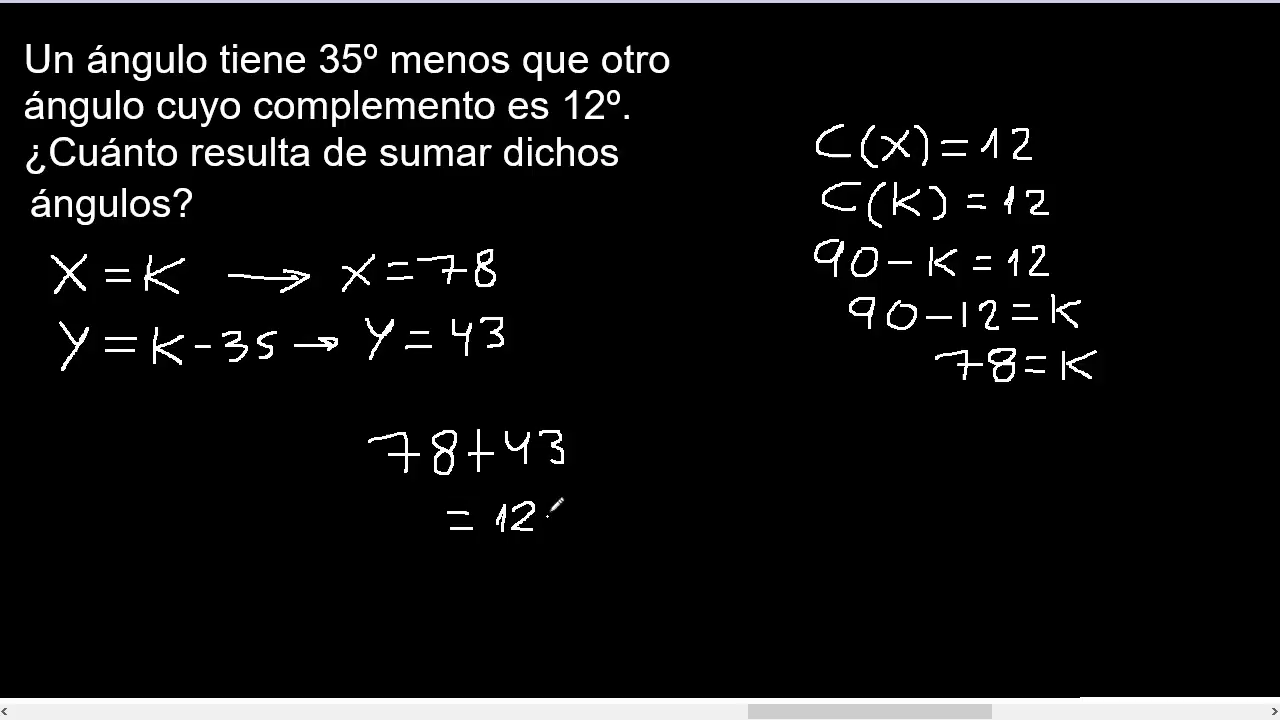 Un ángulo tiene 35º menos que otro
ángulo cuyo complemento es 12º.
¿Cuánto resulta de sumar dichos
ángulos?
X = K → X = 78
Y = K - 35 → Y = 43
78 + 43
= 12
C(X) = 12
C(K) = 12
90 - K = 12
90 - 12 = K
78 = K